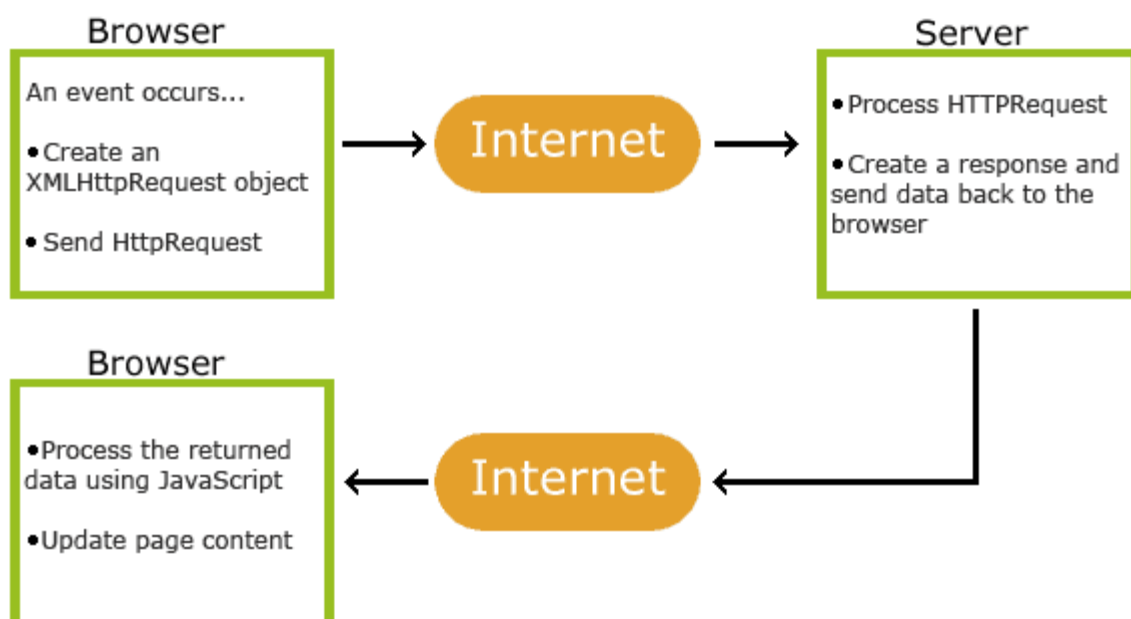 Browser
An event occurs...
•Create an
XMLHttpRequest object
• Send HttpRequest
Internet
Server
•Process HTTPRequest
•Create a response and
send data back to the
browser
Browser
•Process the returned
data using JavaScript
•Update page content
Internet